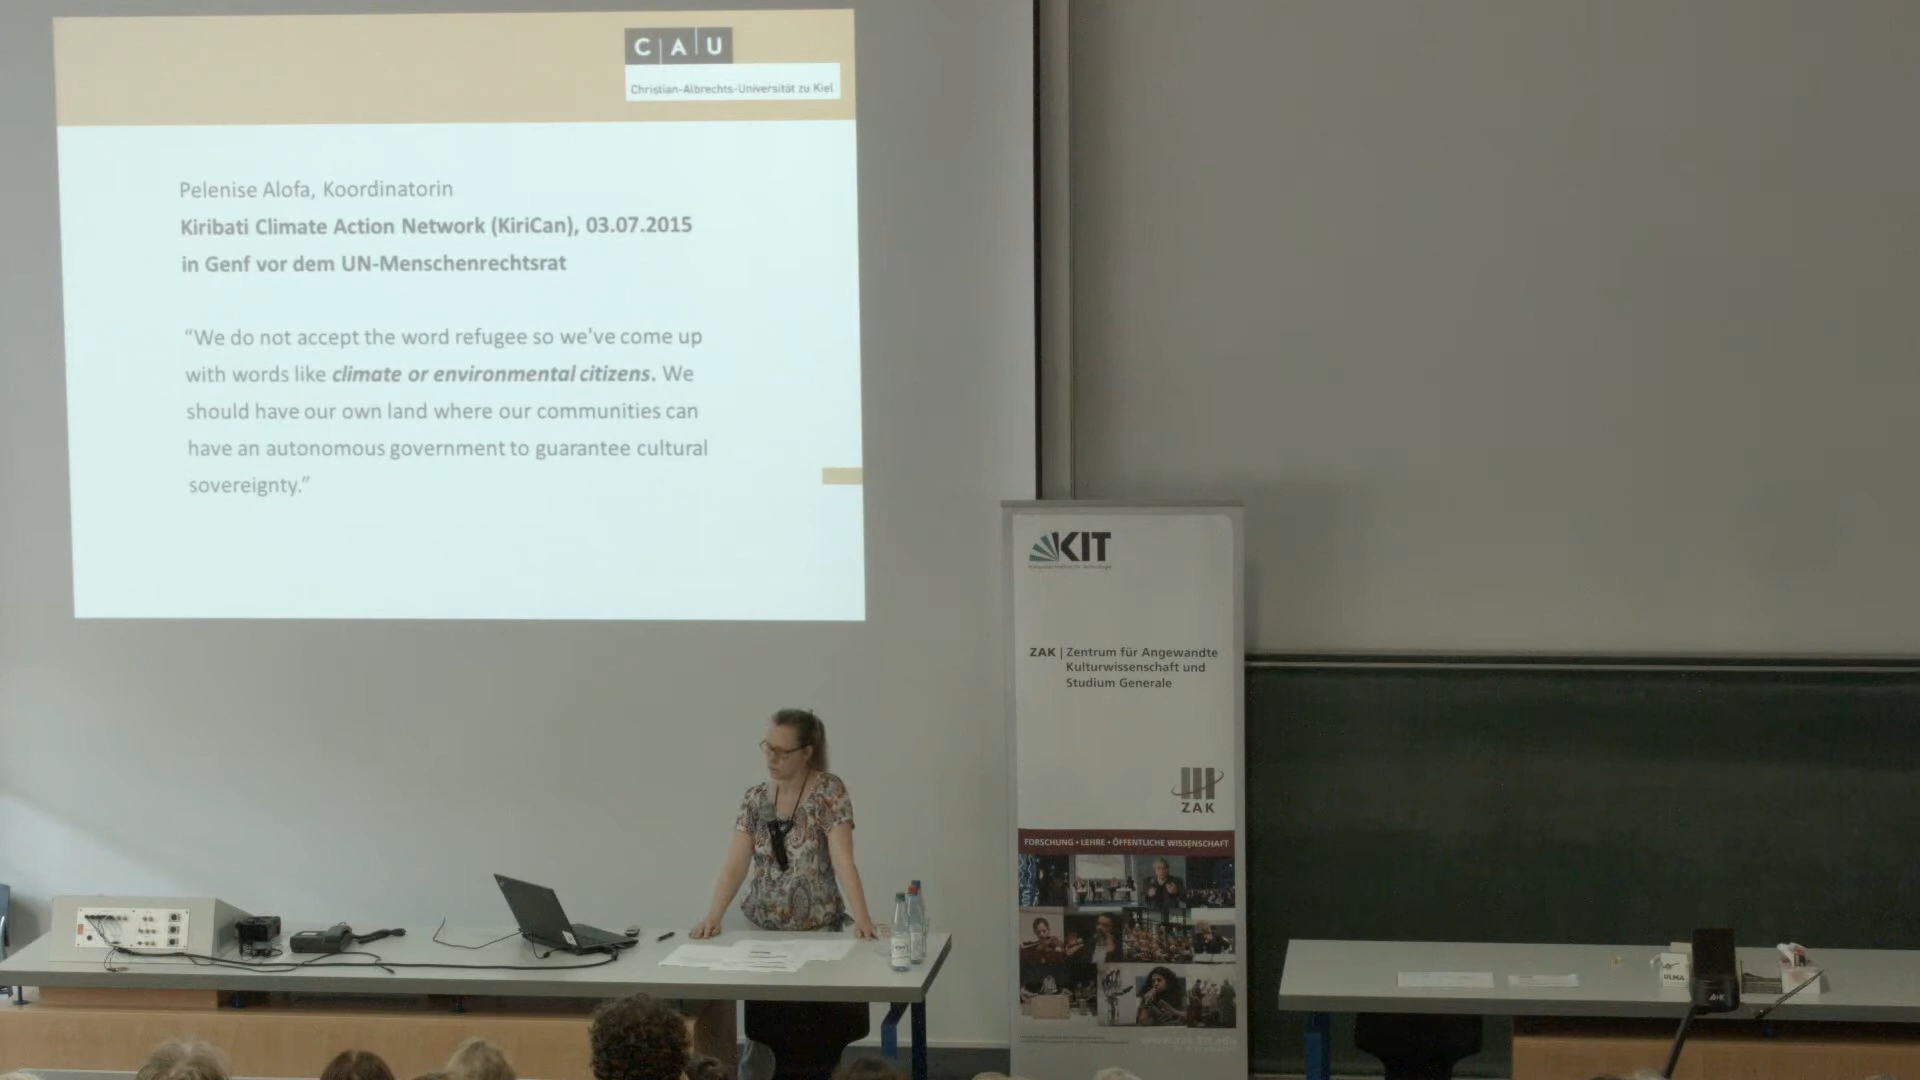 C A U
Christian-Albrechts-Universität zu Kiel
Pelenise Alofa, Koordinatorin
Kiribati Climate Action Network (KiriCan), 03.07.2015
in Genf vor dem UN-Menschenrechtsrat
“We do not accept the word refugee so we've come up
with words like climate or environmental citizens. We
should have our own land where our communities can
have an autonomous government to guarantee cultural
sovereignty.”
KIT
ZAK | Zentrum für Angewandte
Kulturwissenschaft und
Studium Generale
ZAK
FORSCHUNG • LEHRE • ÖFFENTLICHE WISSENSCHAFT
ULMA